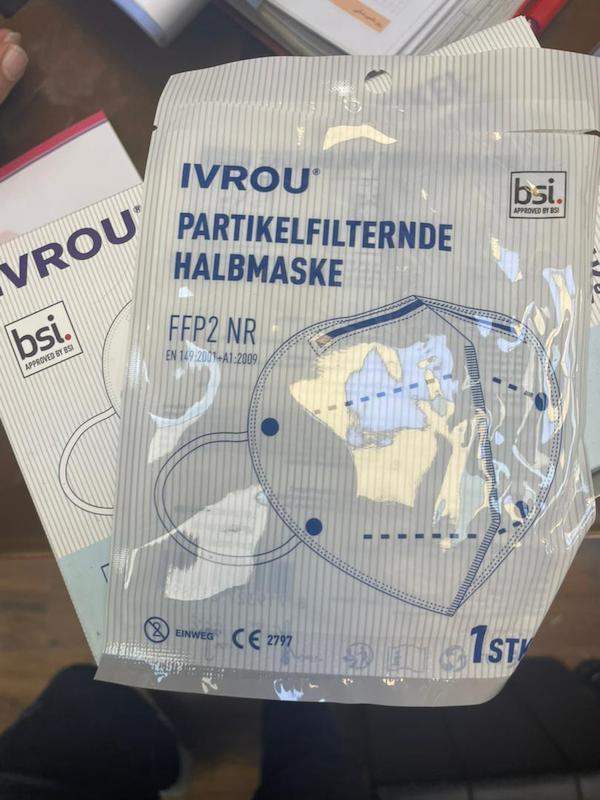 IVROU®
bsi.
APPROVED BY BSI
PARTIKELFILTERNDE
HALBMASKE
FFP2 NR
EN 149:2001+A1:2009
EINWEG
CE 2797
1STK
IVROU®
bsi.
APPROVED BY BSI